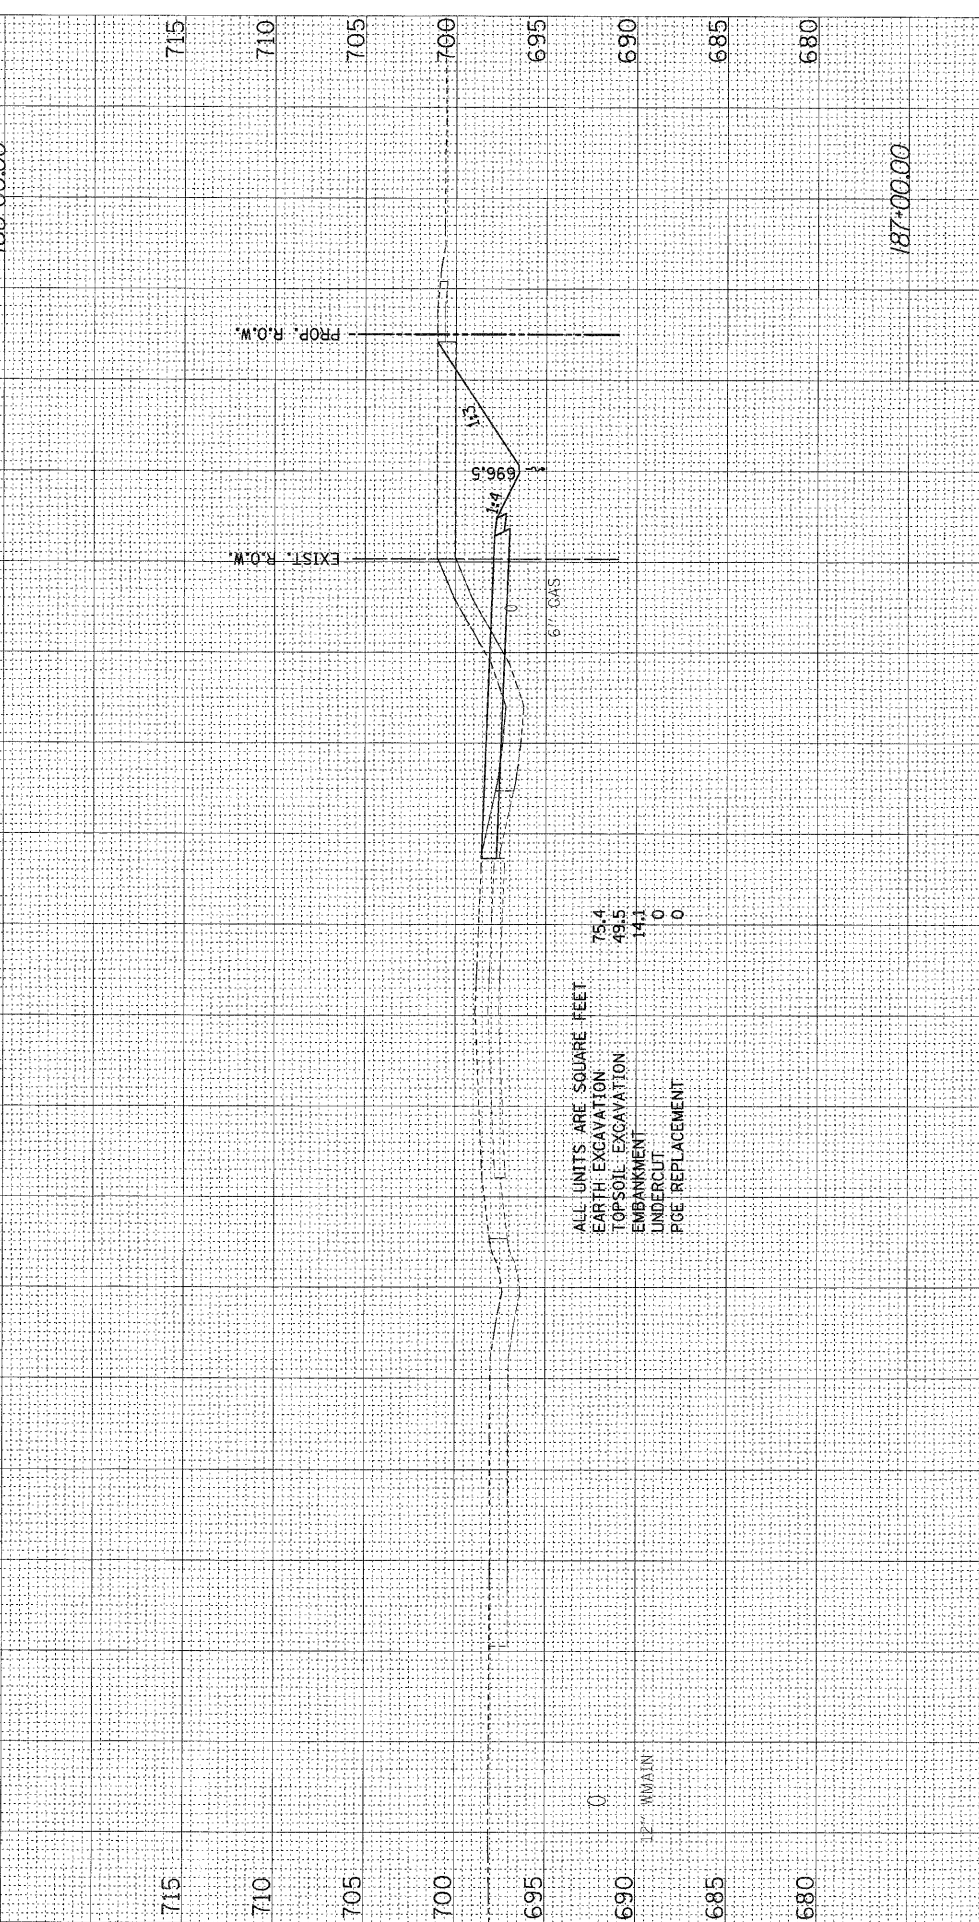 715
710
705
700
695
690
685
680
187+00.00
PROP. R.O.W.
EXIST. R.O.W.
1:3
696.5
1:4
6" GAS
ALL UNITS ARE SQUARE FEET
EARTH EXCAVATION 75.4
TOPSOIL EXCAVATION 49.5
EMBANKMENT 14.1
UNDERCUT 0
PGE REPLACEMENT 0
12" WMAIN
715
710
705
700
695
690
685
680